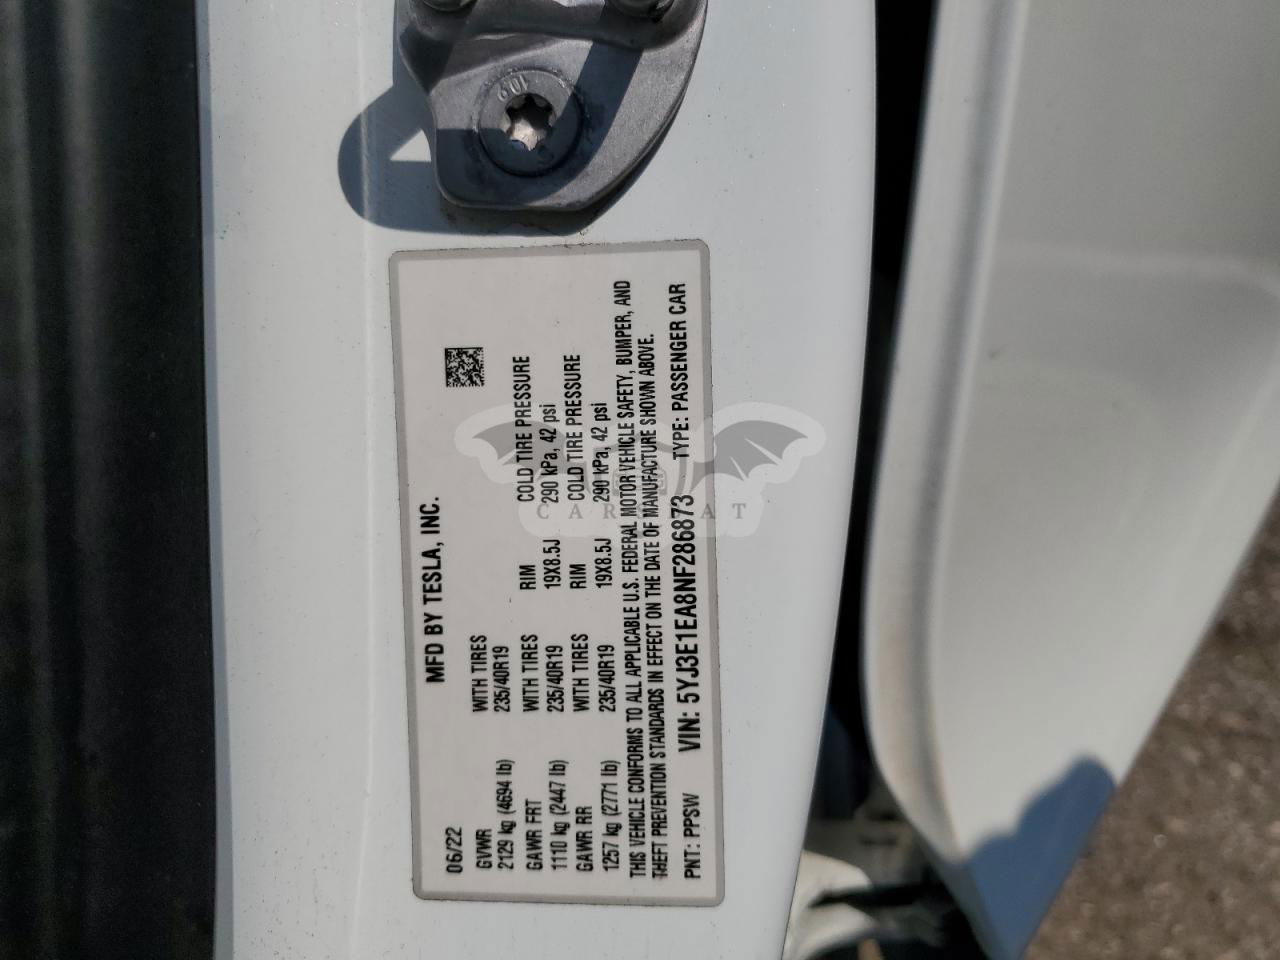 10.9
MFD BY TESLA, INC.
06/22
GVWR WITH TIRES RIM COLD TIRE PRESSURE
2129 kg (4694 lb) 235/40R19 19X8.5J 290 kPa, 42 psi
GAWR FRT WITH TIRES RIM COLD TIRE PRESSURE
1110 kg (2447 lb) 235/40R19 19X8.5J 290 kPa, 42 psi
GAWR RR WITH TIRES
1257 kg (2771 lb) 235/40R19
THIS VEHICLE CONFORMS TO ALL APPLICABLE U.S. FEDERAL MOTOR VEHICLE SAFETY, BUMPER, AND
THEFT PREVENTION STANDARDS IN EFFECT ON THE DATE OF MANUFACTURE SHOWN ABOVE.
PNT: PPSW VIN: 5YJ3E1EA8NF286873 TYPE: PASSENGER CAR